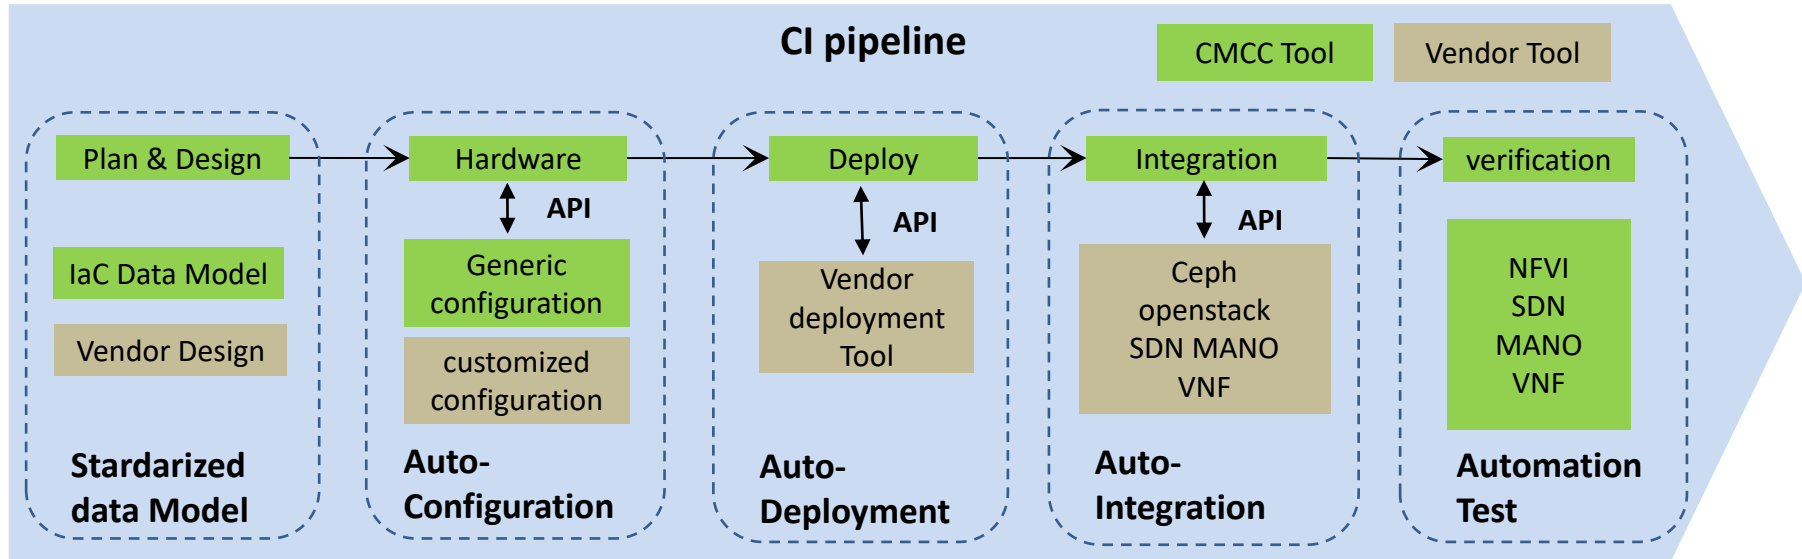 CI pipeline
CMCC Tool
Vendor Tool
Plan & Design
IaC Data Model
Vendor Design
Stardarized
data Model
Hardware
API
Generic
configuration
customized
configuration
Auto-
Configuration
Deploy
API
Vendor
deployment
Tool
Auto-
Deployment
Integration
API
Ceph
openstack
SDN MANO
VNF
Auto-
Integration
verification
NFVI
SDN
MANO
VNF
Automation
Test